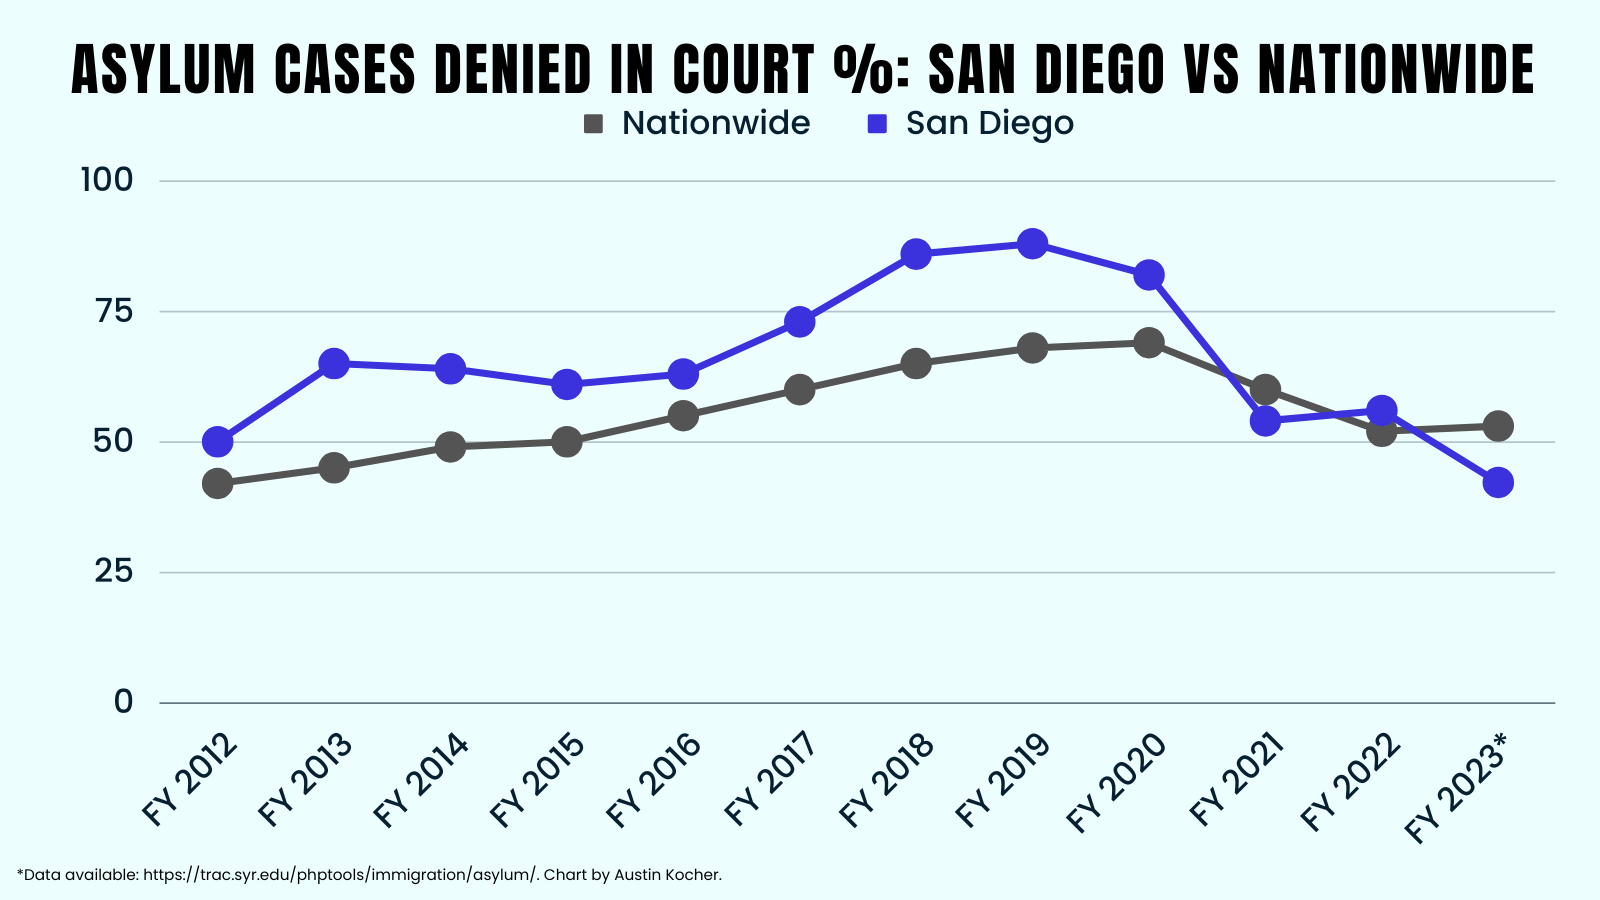 ASYLUM CASES DENIED IN COURT %: SAN DIEGO VS NATIONWIDE
Nationwide
San Diego
100
75
50
25
0
FY 2012
FY 2013
FY 2014
FY 2015
FY 2016
FY 2017
FY 2018
FY 2019
FY 2020
FY 2021
FY 2022
FY 2023*
*Data available: https://trac.syr.edu/phptools/immigration/asylum/. Chart by Austin Kocher.